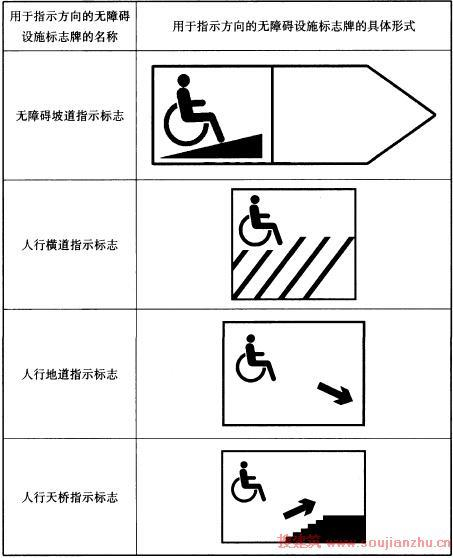 用于指示方向的无障碍
设施标志牌的名称
用于指示方向的无障碍设施标志牌的具体形式
无障碍坡道指示标志
人行横道指示标志
人行地道指示标志
人行天桥指示标志
搜建筑 www.soujianzhu.cn